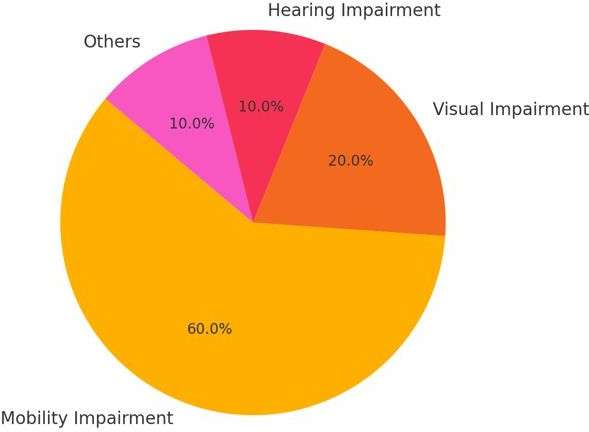 Hearing Impairment
Others
10.0%
10.0%
Visual Impairment
20.0%
60.0%
Mobility Impairment